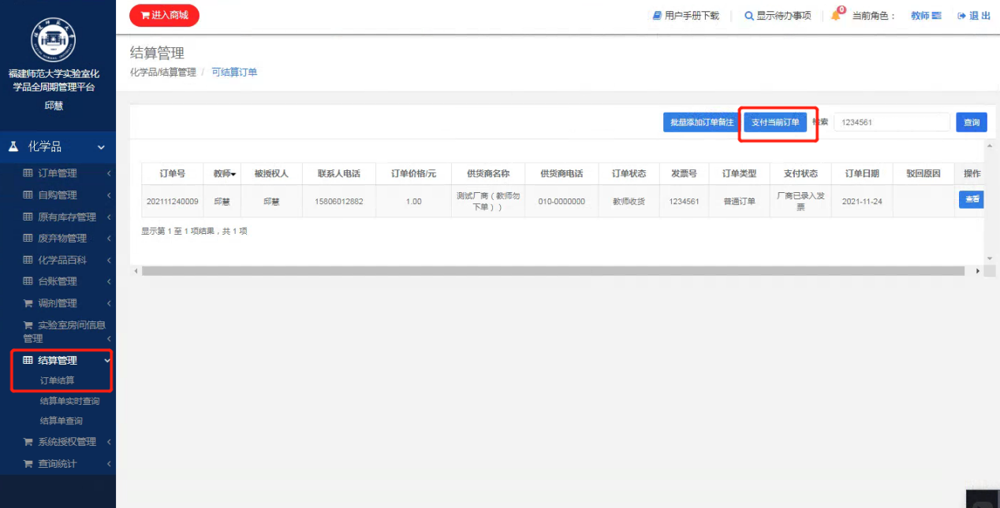 进入商城
用户手册下载
显示待办事项
0
当前角色：
教师
退出
福建师范大学实验室化
学品全周期管理平台
邱慧
结算管理
化学品/结算管理 / 可结算订单
批量添加订单备注
支付当前订单
检索
1234561
查询
化学品
订单管理
自购管理
原有库存管理
废弃物管理
化学品百科
台账管理
调剂管理
实验室房间信息
管理
结算管理
订单结算
结算单实时查询
结算单查询
系统授权管理
查询统计
订单号 教师 被授权人 联系人电话 订单价格/元 供货商名称 供货商电话 订单状态 发票号 订单类型 支付状态 订单日期 驳回原因 操作
202111240009 邱慧 邱慧 15806012882 1.00 测试厂商（教师勿
下单）） 010-0000000 教师收货 1234561 普通订单 厂商已录入发
票 2021-11-24 查看
显示第 1 至 1 项结果，共 1 项